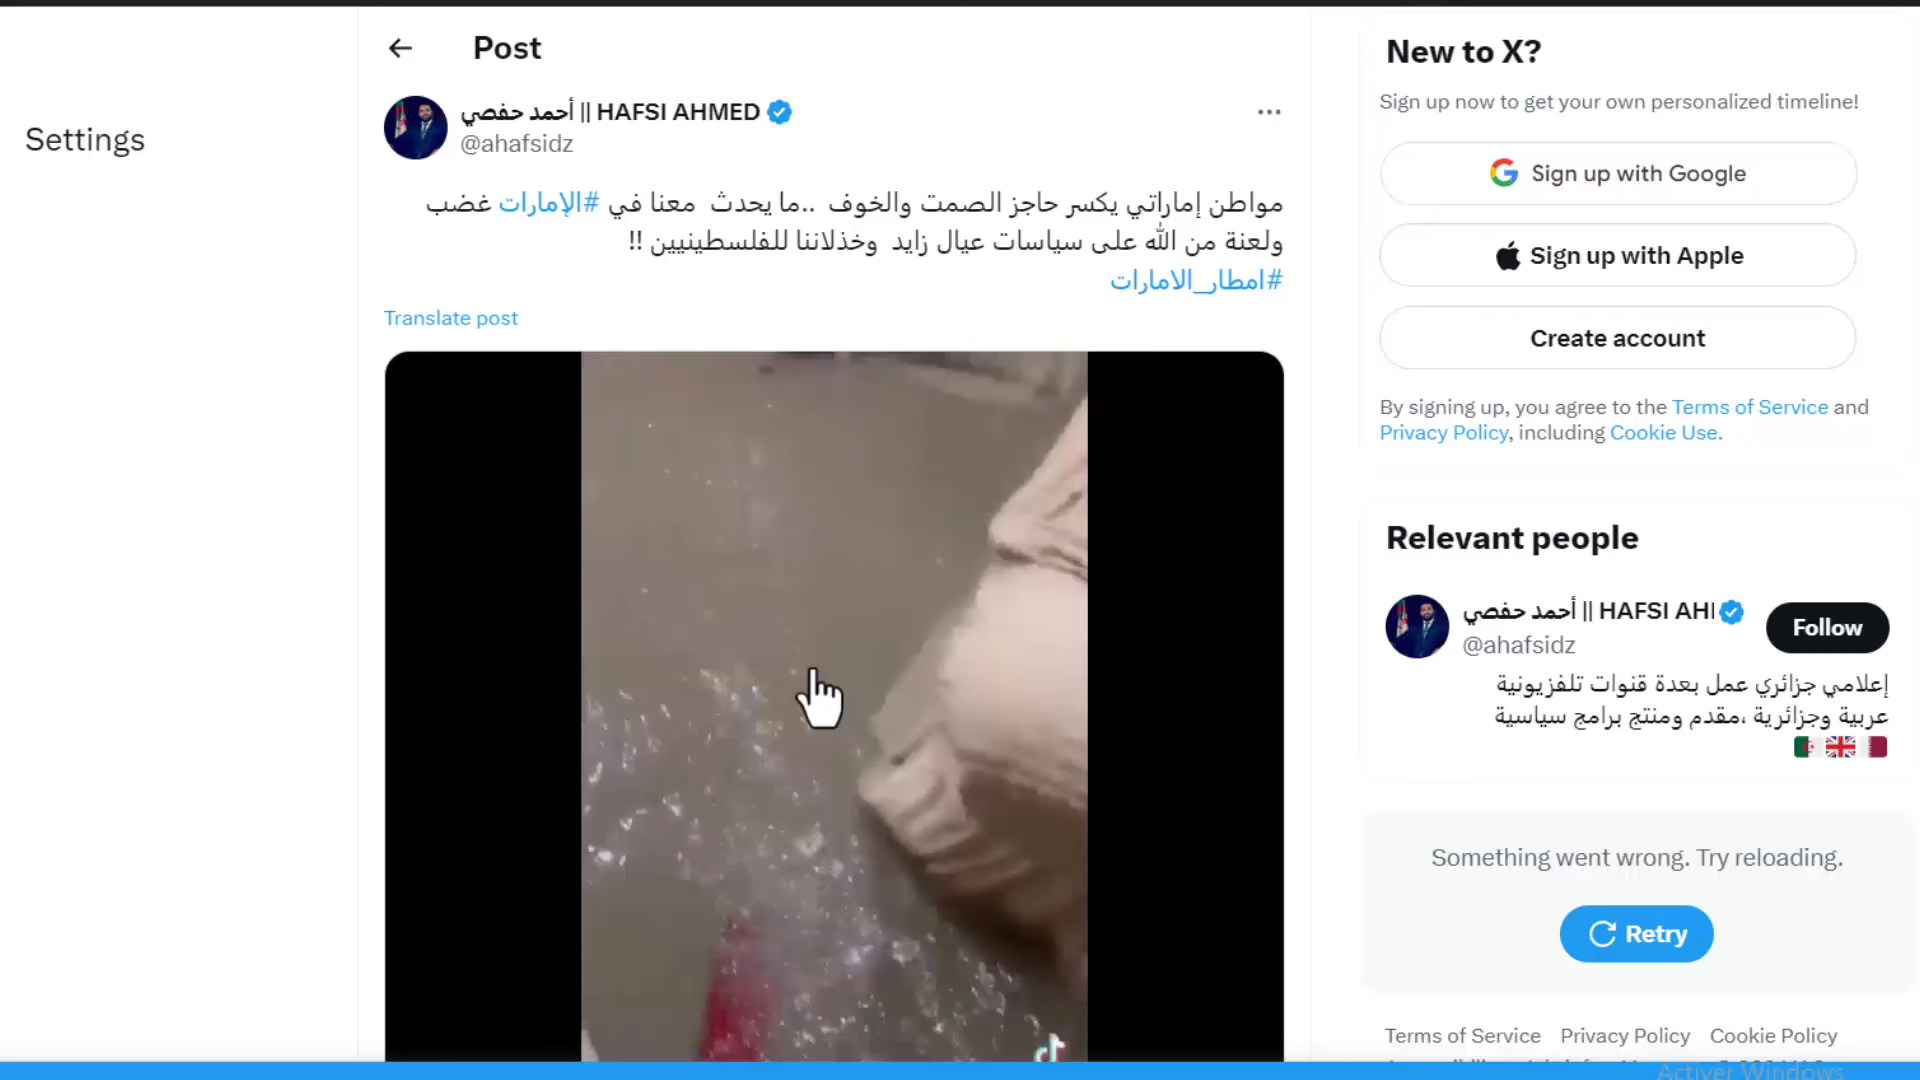 Settings
Post
أحمد حفصي || HAFSI AHMED
@ahafsidz
مواطن إماراتي يكسر حاجز الصمت والخوف ..ما يحدث معنا في #الإمارات غضب
ولعنة من الله على سياسات عيال زايد وخذلاننا للفلسطينيين !!
#امطار_الامارات
Translate post
New to X?
Sign up now to get your own personalized timeline!
Sign up with Google
Sign up with Apple
Create account
By signing up, you agree to the Terms of Service and
Privacy Policy, including Cookie Use.
Relevant people
أحمد حفصي || HAFSI AHI
@ahafsidz
Follow
إعلامي جزائري عمل بعدة قنوات تلفزيونية
عربية وجزائرية ،مقدم ومنتج برامج سياسية
Something went wrong. Try reloading.
Retry
Terms of Service Privacy Policy Cookie Policy
Activer Windows